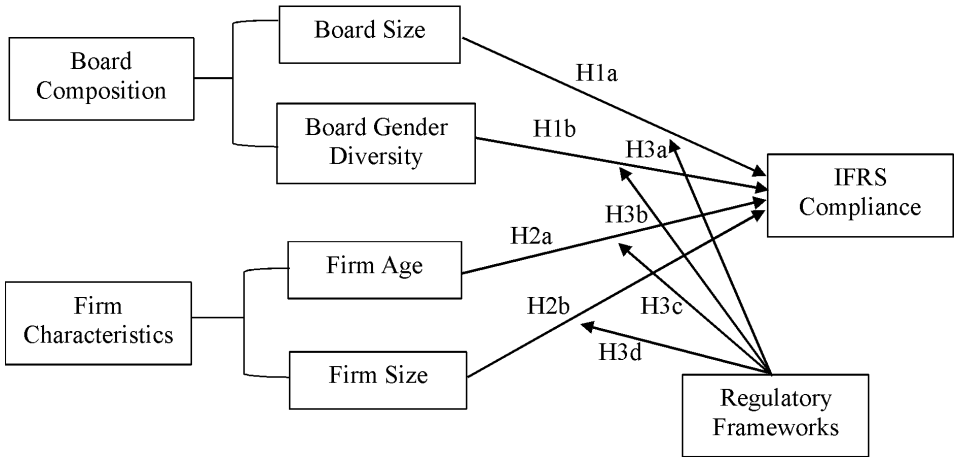 Board Size
H1a
Board
Composition
Board Gender
Diversity
H1b
H3a
IFRS
Compliance
H3b
H2a
Firm Age
Firm
Characteristics
H2b
H3c
H3d
Firm Size
Regulatory
Frameworks